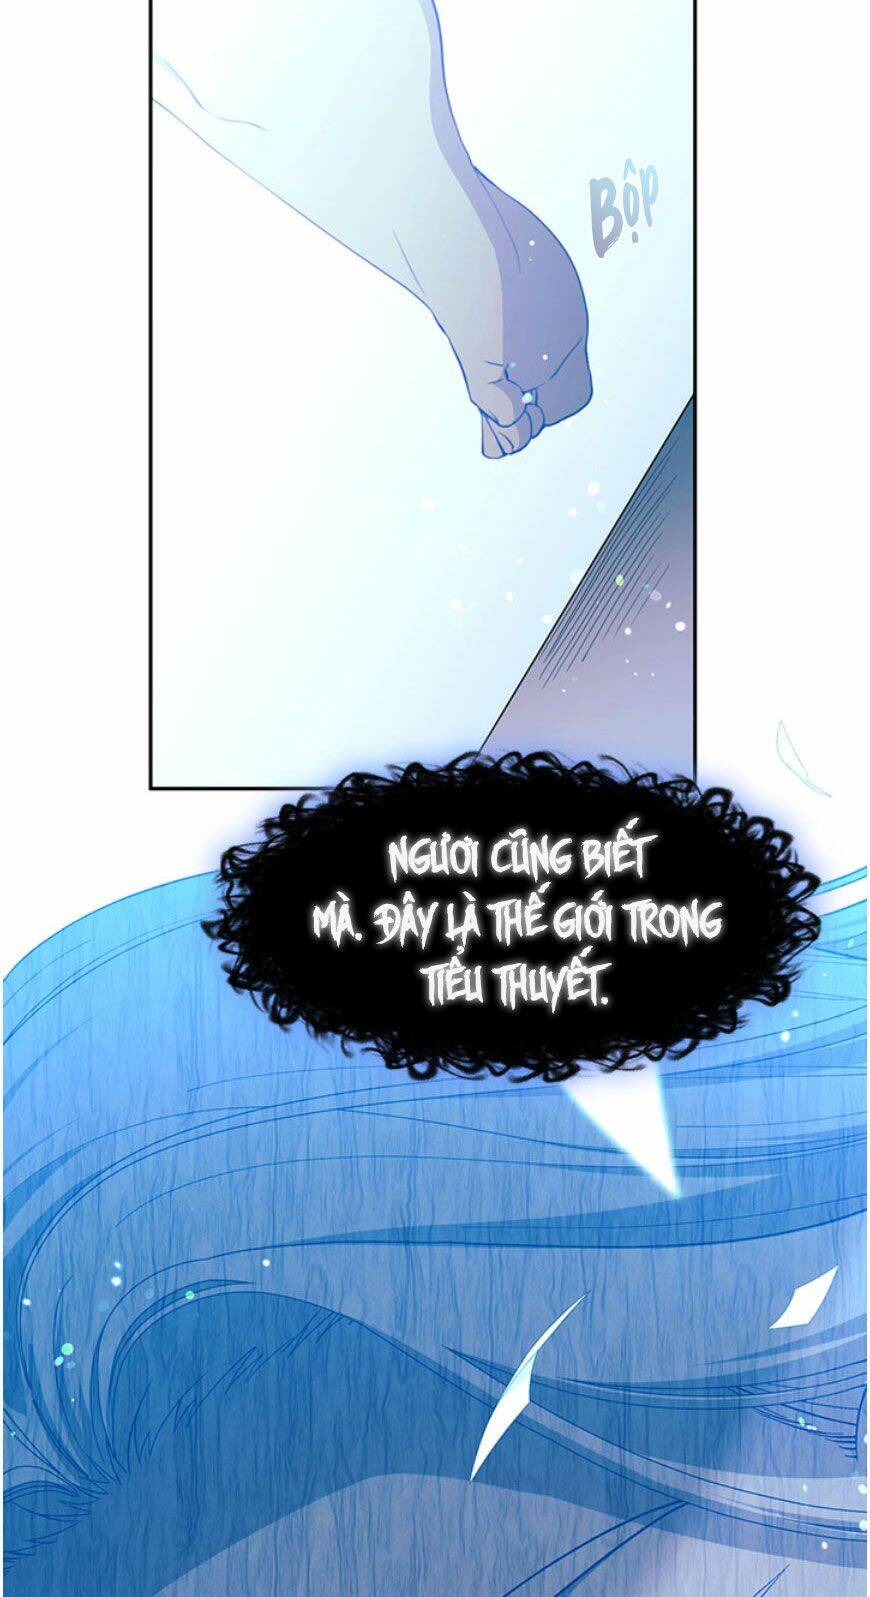 BỘP
NGƯƠI CŨNG BIẾT
MÀ. ĐÂY LÀ THẾ GIỚI TRONG
TIỂU THUYẾT.